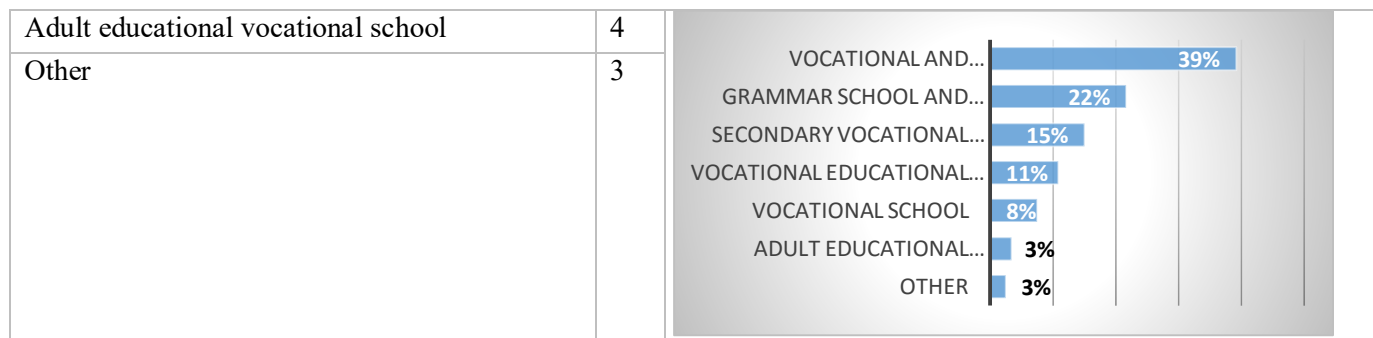 Adult educational vocational school 4
Other 3
VOCATIONAL AND... 39%
GRAMMAR SCHOOL AND... 22%
SECONDARY VOCATIONAL... 15%
VOCATIONAL EDUCATIONAL... 11%
VOCATIONAL SCHOOL 8%
ADULT EDUCATIONAL... 3%
OTHER 3%